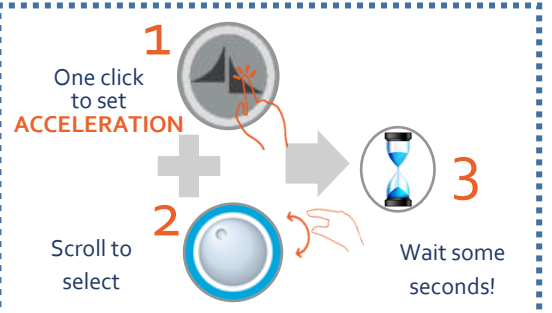 1
One click
to set
ACCELERATION
2
Scroll to
select
3
Wait some
seconds!